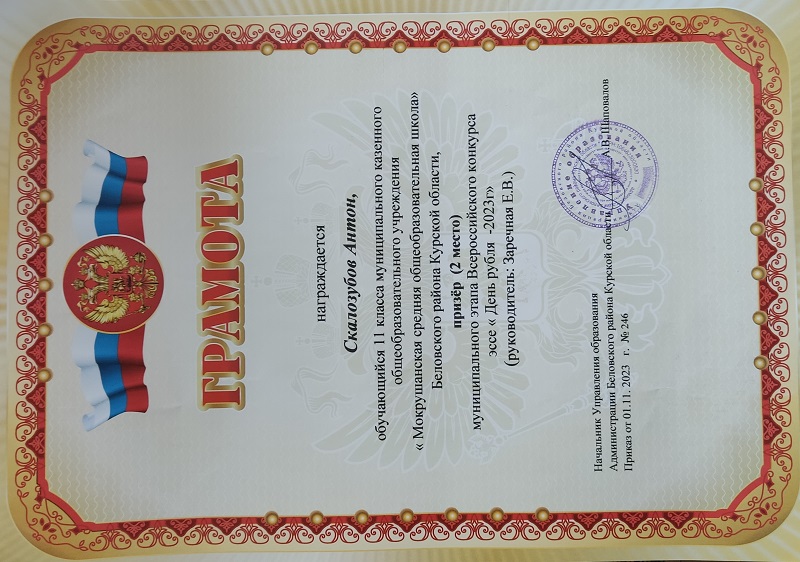 ГРАМОТА
награждается
Скалозубов Антон,
обучающийся 11 класса муниципального казенного
общеобразовательного учреждения
« Мокрушанская средняя общеобразовательная школа»
Беловского района Курской области,
призёр (2 место)
муниципального этапа Всероссийского конкурса
эссе « День рубля -2023г»
(руководитель: Заречная Е.В.)
Начальник Управления образования
Администрации Беловского района Курской области А.В. Шаповалов
Приказ от 01.11. 2023 г. № 246